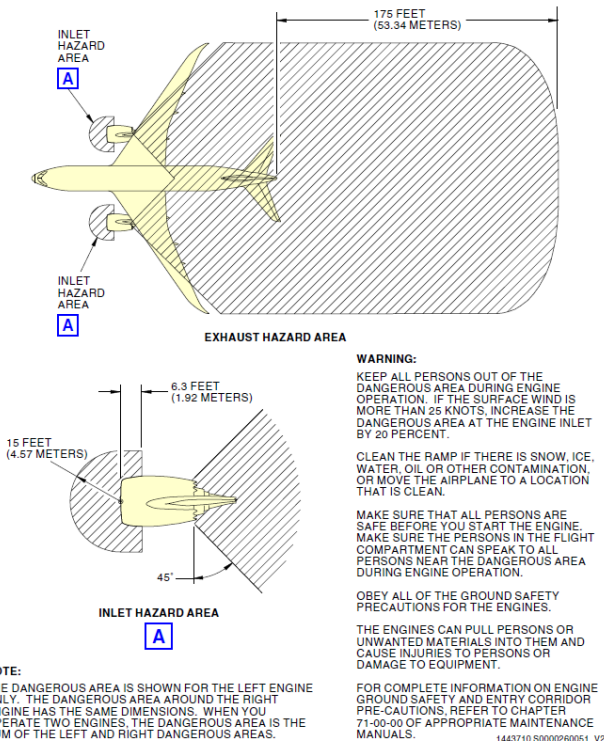 175 FEET
(53.34 METERS)
INLET
HAZARD
AREA
A
INLET
HAZARD
AREA
A
EXHAUST HAZARD AREA
6.3 FEET
(1.92 METERS)
15 FEET
(4.57 METERS)
45°
INLET HAZARD AREA
A
WARNING:
KEEP ALL PERSONS OUT OF THE
DANGEROUS AREA DURING ENGINE
OPERATION. IF THE SURFACE WIND IS
MORE THAN 25 KNOTS, INCREASE THE
DANGEROUS AREA AT THE ENGINE INLET
BY 20 PERCENT.
CLEAN THE RAMP IF THERE IS SNOW, ICE,
WATER, OIL OR OTHER CONTAMINATION,
OR MOVE THE AIRPLANE TO A LOCATION
THAT IS CLEAN.
MAKE SURE THAT ALL PERSONS ARE
SAFE BEFORE YOU START THE ENGINE.
MAKE SURE THE PERSONS IN THE FLIGHT
COMPARTMENT CAN SPEAK TO ALL
PERSONS NEAR THE DANGEROUS AREA
DURING ENGINE OPERATION.
OBEY ALL OF THE GROUND SAFETY
PRECAUTIONS FOR THE ENGINES.
THE ENGINES CAN PULL PERSONS OR
UNWANTED MATERIALS INTO THEM AND
CAUSE INJURIES TO PERSONS OR
DAMAGE TO EQUIPMENT.
FOR COMPLETE INFORMATION ON ENGINE
GROUND SAFETY AND ENTRY CORRIDOR
PRE-CAUTIONS, REFER TO CHAPTER
71-00-00 OF APPROPRIATE MAINTENANCE
MANUALS.
OTE:
E DANGEROUS AREA IS SHOWN FOR THE LEFT ENGINE
NLY. THE DANGEROUS AREA AROUND THE RIGHT
NGINE HAS THE SAME DIMENSIONS. WHEN YOU
PERATE TWO ENGINES, THE DANGEROUS AREA IS THE
UM OF THE LEFT AND RIGHT DANGEROUS AREAS.
1443710 S0000260051_V2